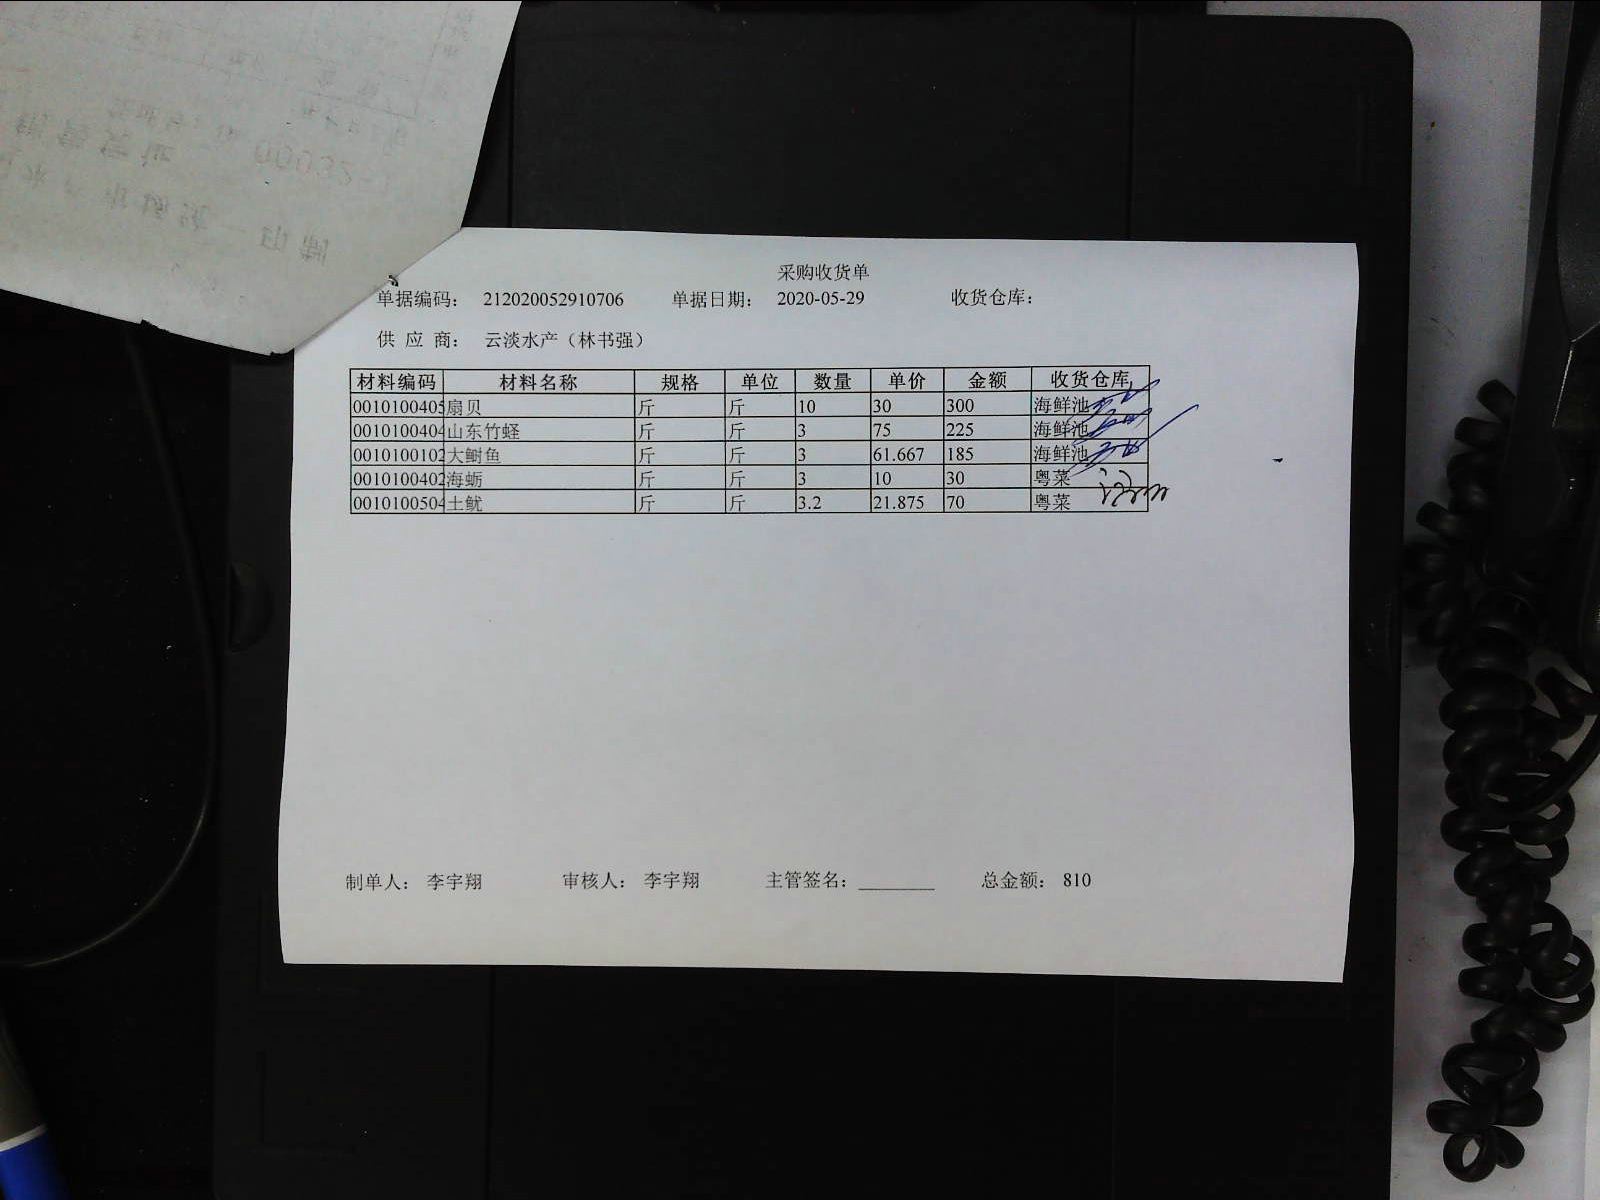 采购收货单
单据编码： 212020052910706 单据日期： 2020-05-29 收货仓库：
供 应 商： 云淡水产（林书强）
材料编码 材料名称 规格 单位 数量 单价 金额 收货仓库
0010100405 扇贝 斤 斤 10 30 300 海鲜池
0010100404 山东竹蛏 斤 斤 3 75 225 海鲜池
0010100102 大鲥鱼 斤 斤 3 61.667 185 海鲜池
0010100402 海蛎 斤 斤 3 10 30 粤菜
0010100504 土鱿 斤 斤 3.2 21.875 70 粤菜
制单人： 李宇翔 审核人： 李宇翔 主管签名： 总金额： 810